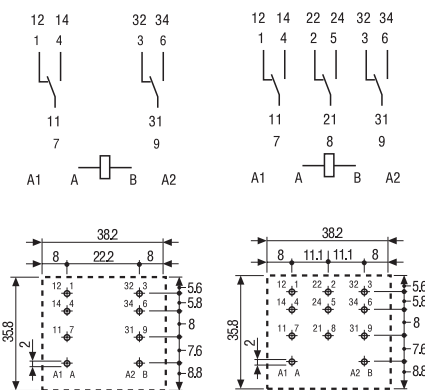 12 14 32 34
1 4 3 6
11 31
7 9
A1 A B A2
12 14 22 24 32 34
1 4 2 5 3 6
11 21 31
7 8 9
A1 A B A2
38.2
8 22.2 8
12 1 32 3
14 4 34 6
11 7 31 9
A1 A A2 B
35.8
2
5.6
5.8
8
7.6
8.8
38.2
8 11.1 11.1 8
12 1 22 2 32 3
14 4 24 5 34 6
11 7 21 8 31 9
A1 A A2 B
35.8
2
5.6
5.8
8
7.6
8.8